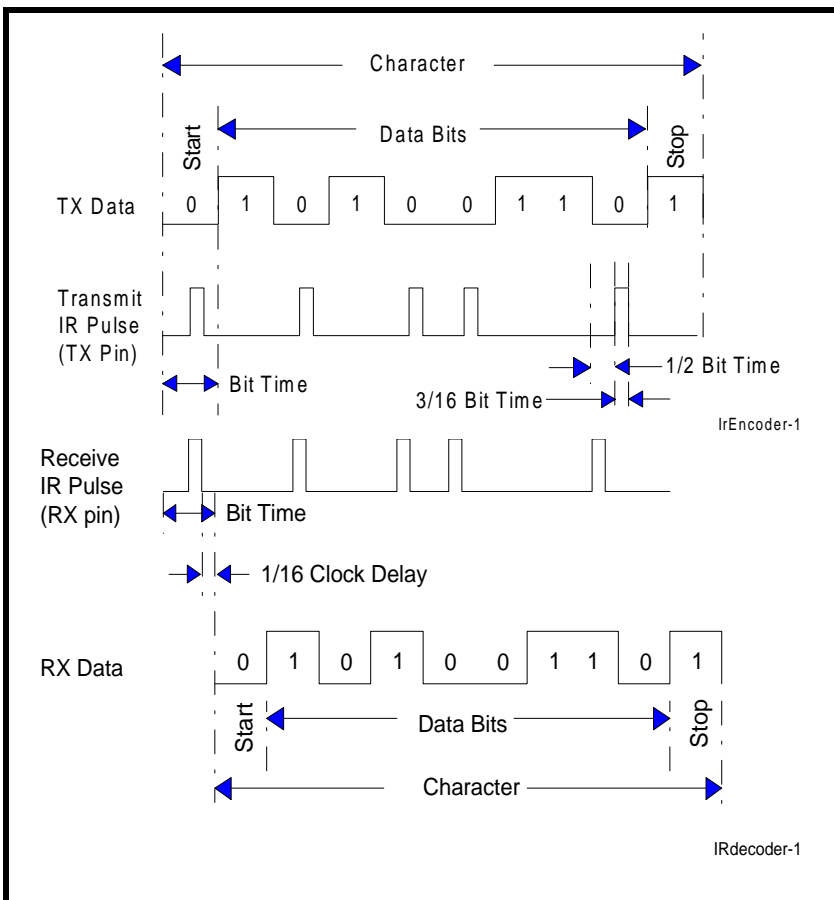 Character
Start
Data Bits
Stop
TX Data
0 1 0 1 0 0 1 1 0 1
Transmit
IR Pulse
(TX Pin)
Bit Time
1/2 Bit Time
3/16 Bit Time
IrEncoder-1
Receive
IR Pulse
(RX pin)
Bit Time
1/16 Clock Delay
RX Data
0 1 0 1 0 0 1 1 0 1
Start
Data Bits
Stop
Character
IRdecoder-1